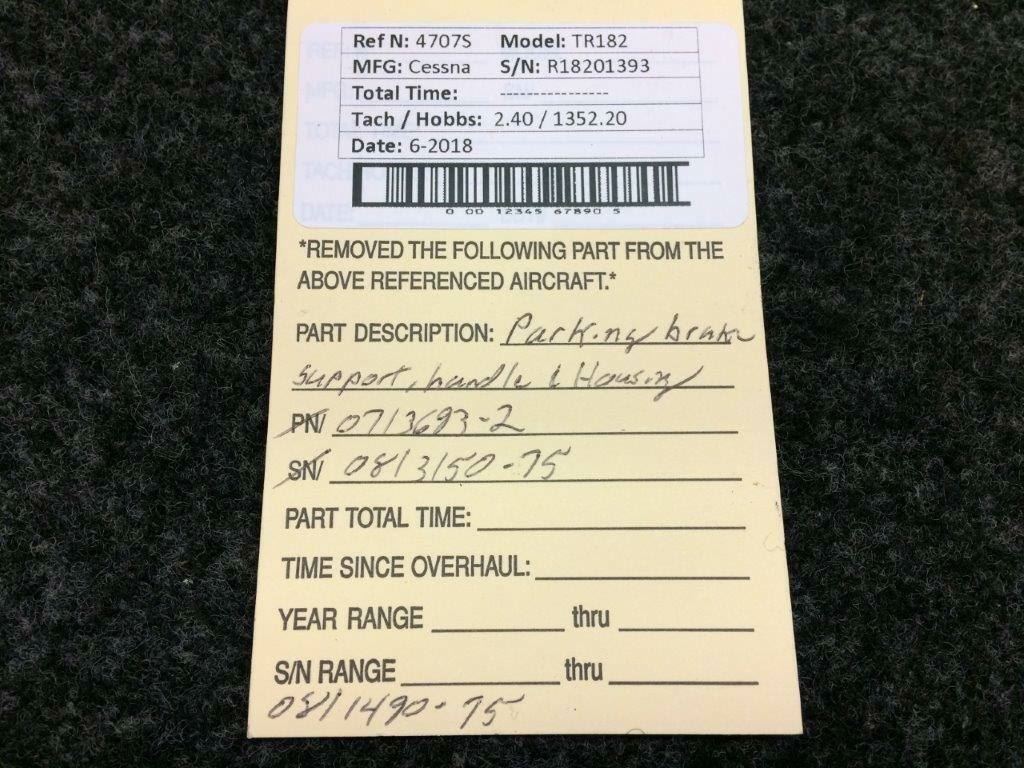 Ref N: 4707S Model: TR182
MFG: Cessna S/N: R18201393
Total Time: ----------------
Tach / Hobbs: 2.40 / 1352.20
Date: 6-2018
0 00 12345 67890 5
*REMOVED THE FOLLOWING PART FROM THE
ABOVE REFERENCED AIRCRAFT.*
PART DESCRIPTION: Parking brake
Support, handle & Housing
PN/ 0713693-2
SN/ 0813150-75
PART TOTAL TIME:
TIME SINCE OVERHAUL:
YEAR RANGE thru
S/N RANGE thru
0811490-75